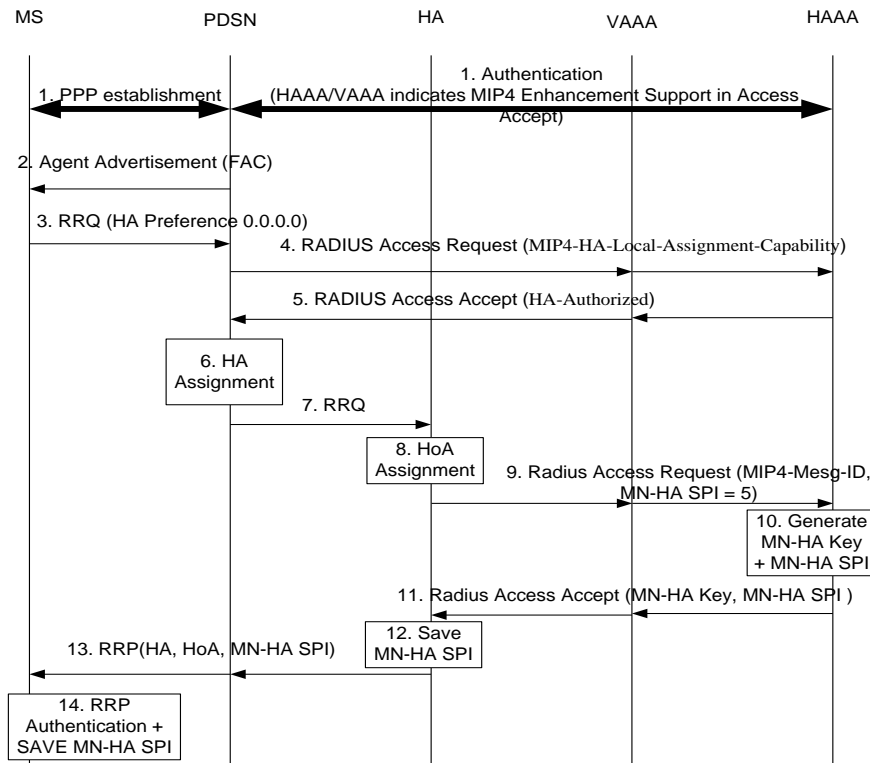 MS
PDSN
HA
VAAA
HAAA
1. PPP establishment
1. Authentication
(HAAA/VAAA indicates MIP4 Enhancement Support in Access
Accept)
2. Agent Advertisement (FAC)
3. RRQ (HA Preference 0.0.0.0)
4. RADIUS Access Request (MIP4-HA-Local-Assignment-Capability)
5. RADIUS Access Accept (HA-Authorized)
6. HA
Assignment
7. RRQ
8. HoA
Assignment
9. Radius Access Request (MIP4-Mesg-ID,
MN-HA SPI = 5)
10. Generate
MN-HA Key
+ MN-HA SPI
11. Radius Access Accept (MN-HA Key, MN-HA SPI )
12. Save
MN-HA SPI
13. RRP(HA, HoA, MN-HA SPI)
14. RRP
Authentication +
SAVE MN-HA SPI